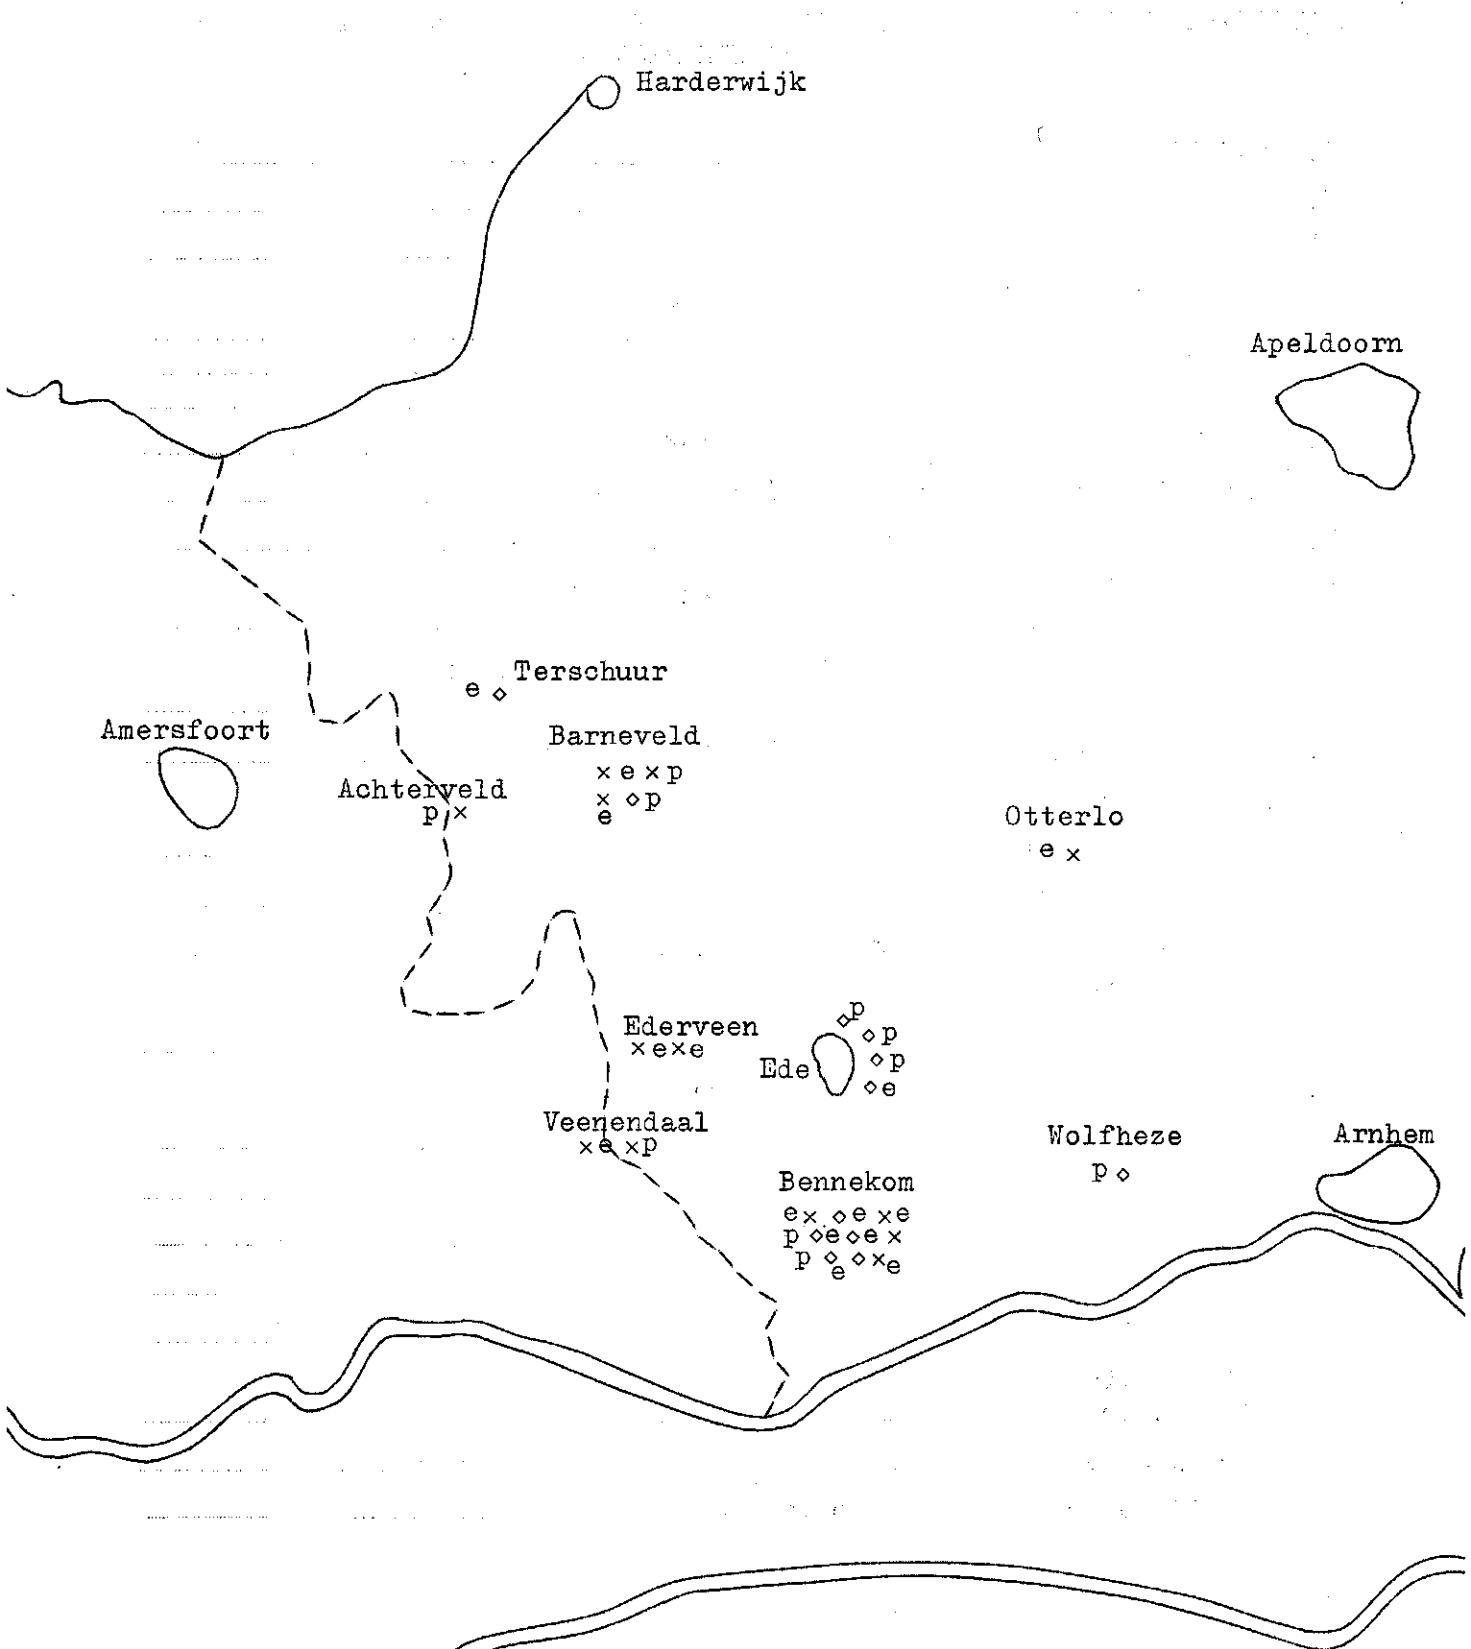 Harderwijk
Apeldoorn
Terschuur
e ◇
Amersfoort
Barneveld
x e x p
x ◇ p
e
Achterveld
p x
Otterlo
e x
Ederveen
x e x e
Ede
◇ p
◇ p
◇ p
◇ e
Veenendaal
x e x p
Wolfheze
p ◇
Arnhem
Bennekom
e x ◇ e x e
p ◇ e ◇ e x
p ◇ e ◇ x e